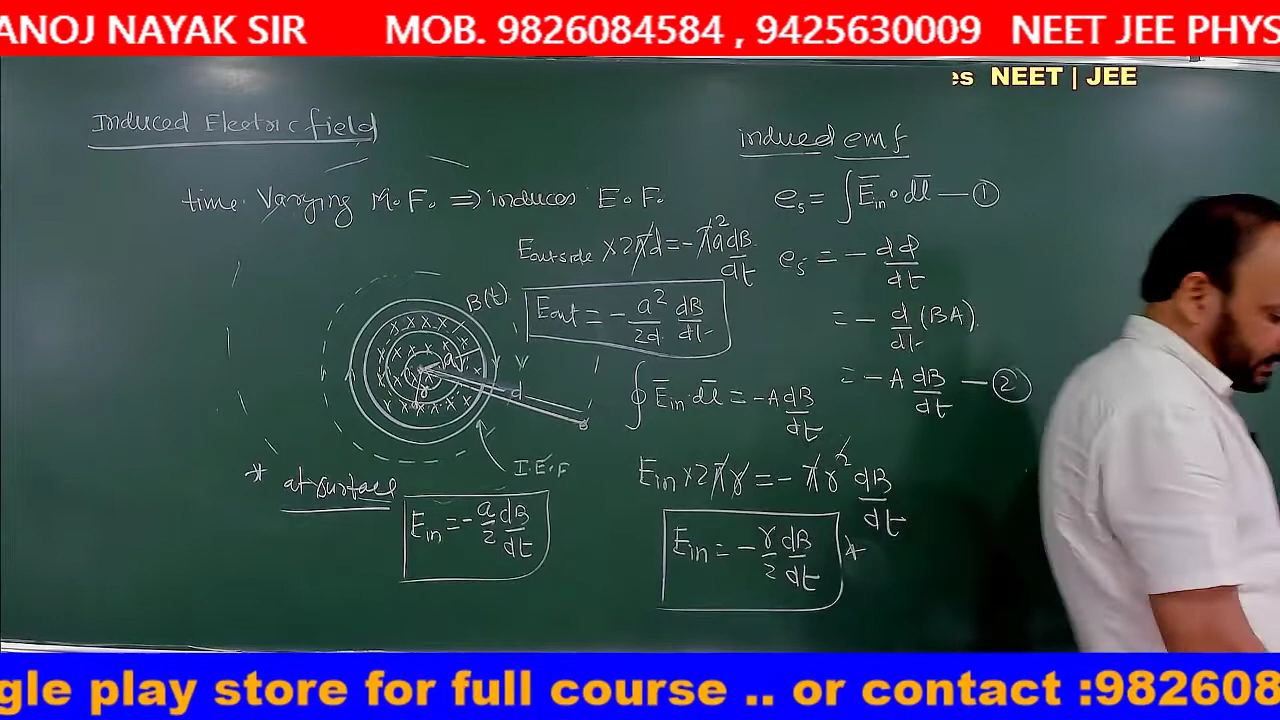 ANOJ NAYAK SIR MOB. 9826084584 , 9425630009 NEET JEE PHYS
es NEET | JEE
Induced Electric field
time Varying M.F. ⇒ induces E.F.
B(t)
a
r
d
I.E.F
* at surface
E_in = -a/2 dB/dt
E_outside × 2πd = -πa² dB/dt
E_out = -a²/2d dB/dt
∮ E̅_in · dl̅ = -A dB/dt
E_in × 2πr = -πr² dB/dt
E_in = -r/2 dB/dt *
induced emf
e_s = ∫ E̅_in · dl̅ — ①
e_s = -dφ/dt
= -d/dt (BA)
= -A dB/dt — ②
gle play store for full course .. or contact :982608